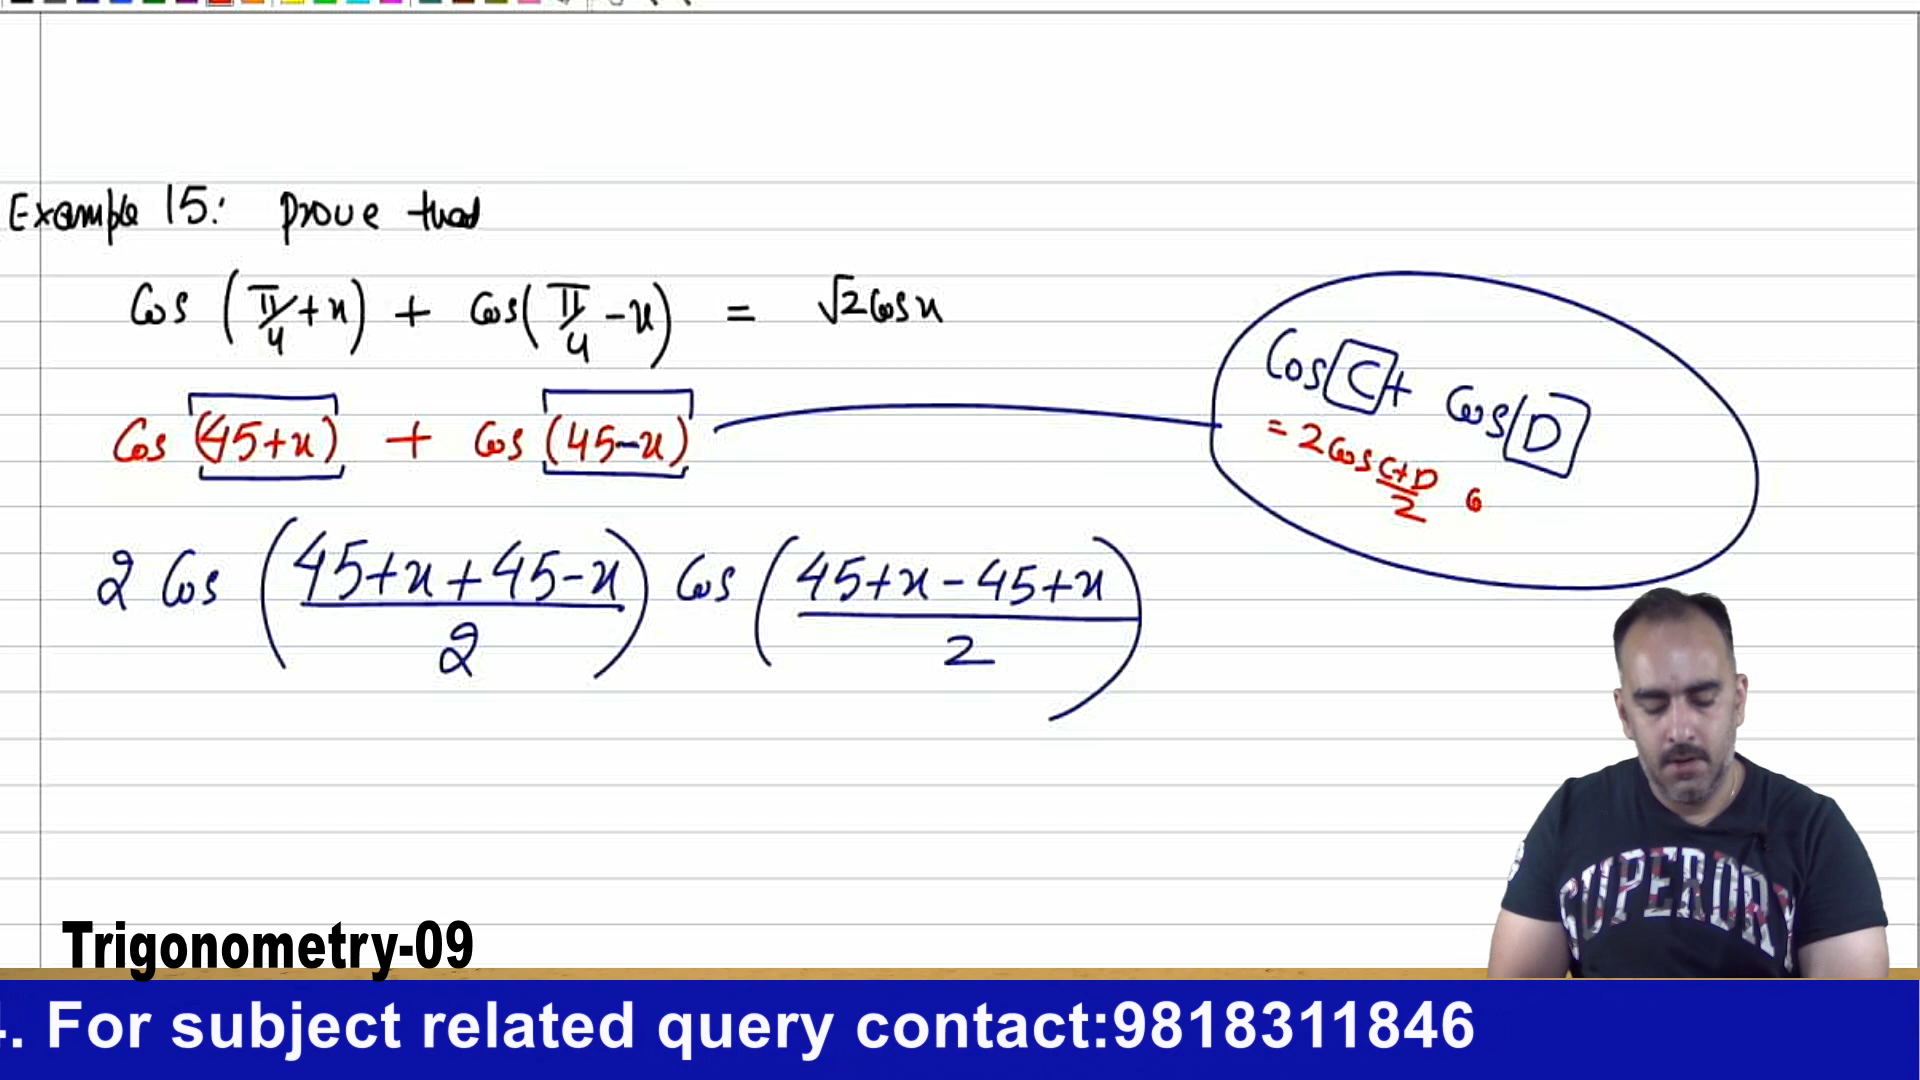 Example 15: Prove that
Cos (π/4 + x) + Cos (π/4 - x) = √2 Cos x
Cos (45+x) + Cos (45-x)
Cos C + Cos D
= 2 Cos C+D/2 C
2 Cos (45+x+45-x/2) Cos (45+x-45+x/2)
SUPERDRY
Trigonometry-09
. For subject related query contact:9818311846